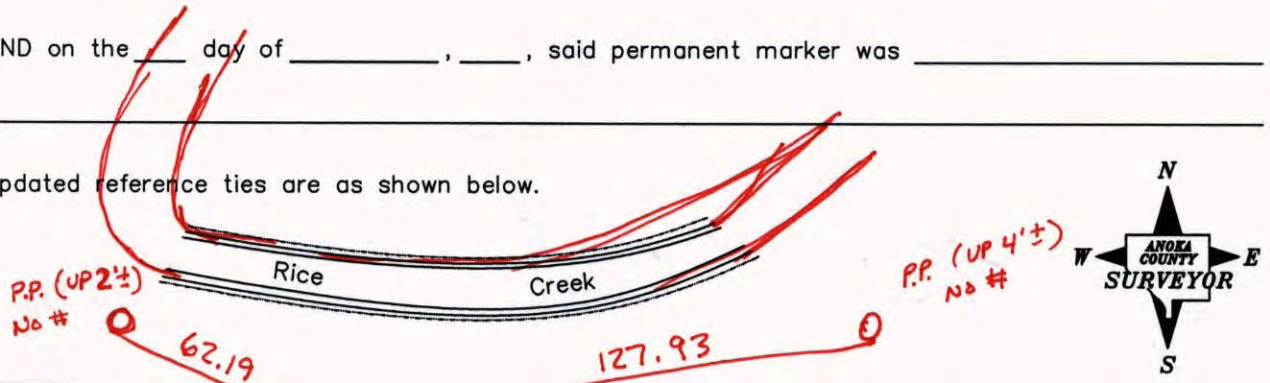 ND on the ___ day of __________, ____, said permanent marker was ____________________
pdated reference ties are as shown below.
N
P.P. (UP 2'±)
No #
Rice Creek
P.P. (UP 4'±)
No #
W ANOKA COUNTY E
SURVEYOR
S
62.19
127.93